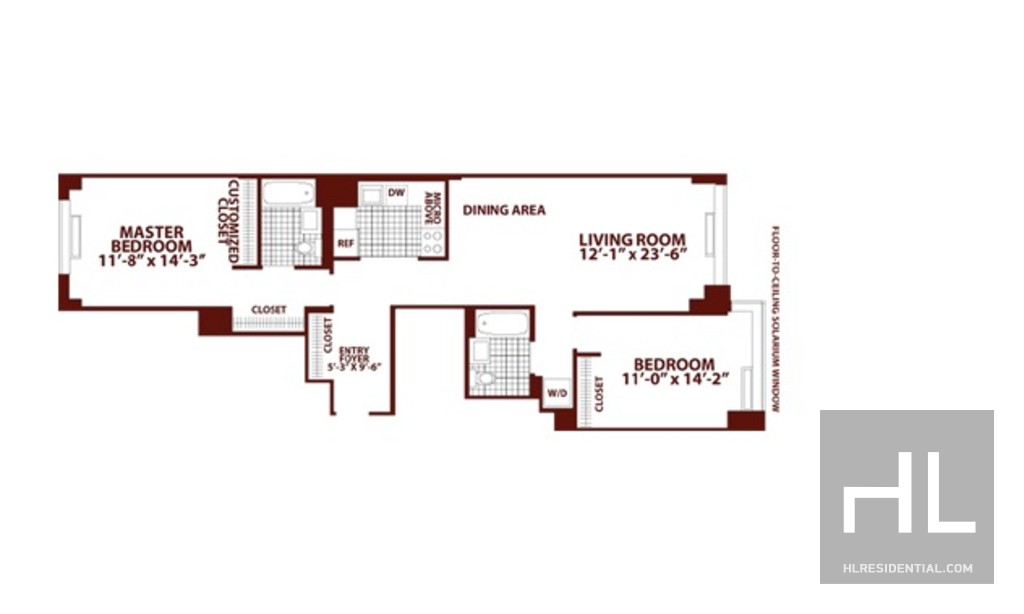 MASTER
BEDROOM
11'-8" x 14'-3"
CUSTOMIZED
CLOSET
CLOSET
DW
MICRO
ABOVE
REF
DINING AREA
LIVING ROOM
12'-1" x 23'-6"
CLOSET
ENTRY
FOYER
5'-3" X 9'-6"
W/D
CLOSET
BEDROOM
11'-0" x 14'-2"
FLOOR-TO-CEILING SOLARIUM WINDOW
HL
HLRESIDENTIAL.COM